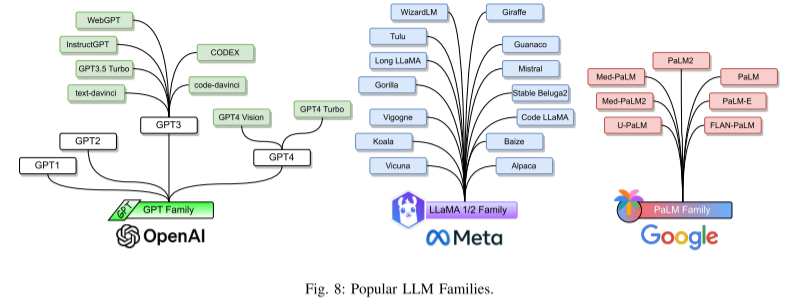 WebGPT
InstructGPT
CODEX
GPT3.5 Turbo
code-davinci
text-davinci
GPT3
GPT4 Vision
GPT4 Turbo
GPT2
GPT4
GPT1
GPT
GPT Family
OpenAI
WizardLM
Giraffe
Tulu
Guanaco
Long LLaMA
Mistral
Gorilla
Stable Beluga2
Vigogne
Code LLaMA
Koala
Baize
Vicuna
Alpaca
LLaMA 1/2 Family
Meta
PaLM2
Med-PaLM
PaLM
Med-PaLM2
PaLM-E
U-PaLM
FLAN-PaLM
PaLM Family
Google
Fig. 8: Popular LLM Families.